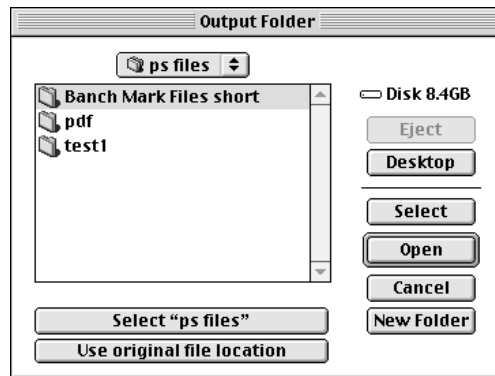 Output Folder
ps files
Banch Mark Files short
pdf
test1
Disk 8.4GB
Eject
Desktop
Select
Open
Cancel
New Folder
Select “ps files”
Use original file location